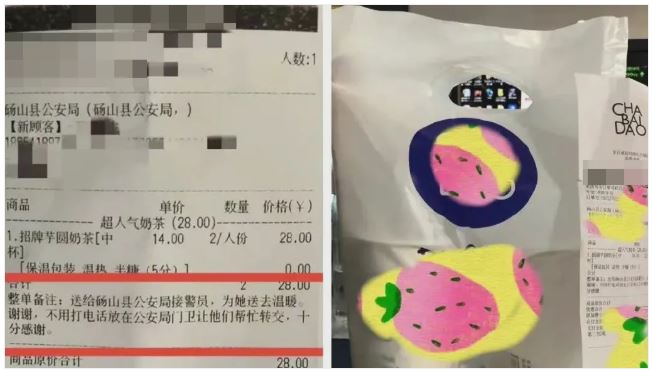 人数:1
砀山县公安局（砀山县公安局,）
【新顾客】
商品 单价 数量 价格(￥)
超人气奶茶（28.00）
1.招牌芋圆奶茶[中 14.00 2/人份 28.00
杯]
[保温包装 温热 半糖（5分）] 0.00
合计 2 28.00
整单备注：送给砀山县公安局接警员，为她送去温暖。
谢谢，不用打电话放在公安局门卫让他们帮忙转交，十
分感谢。
商品原价合计 28.00
CHA
BAI
DAO